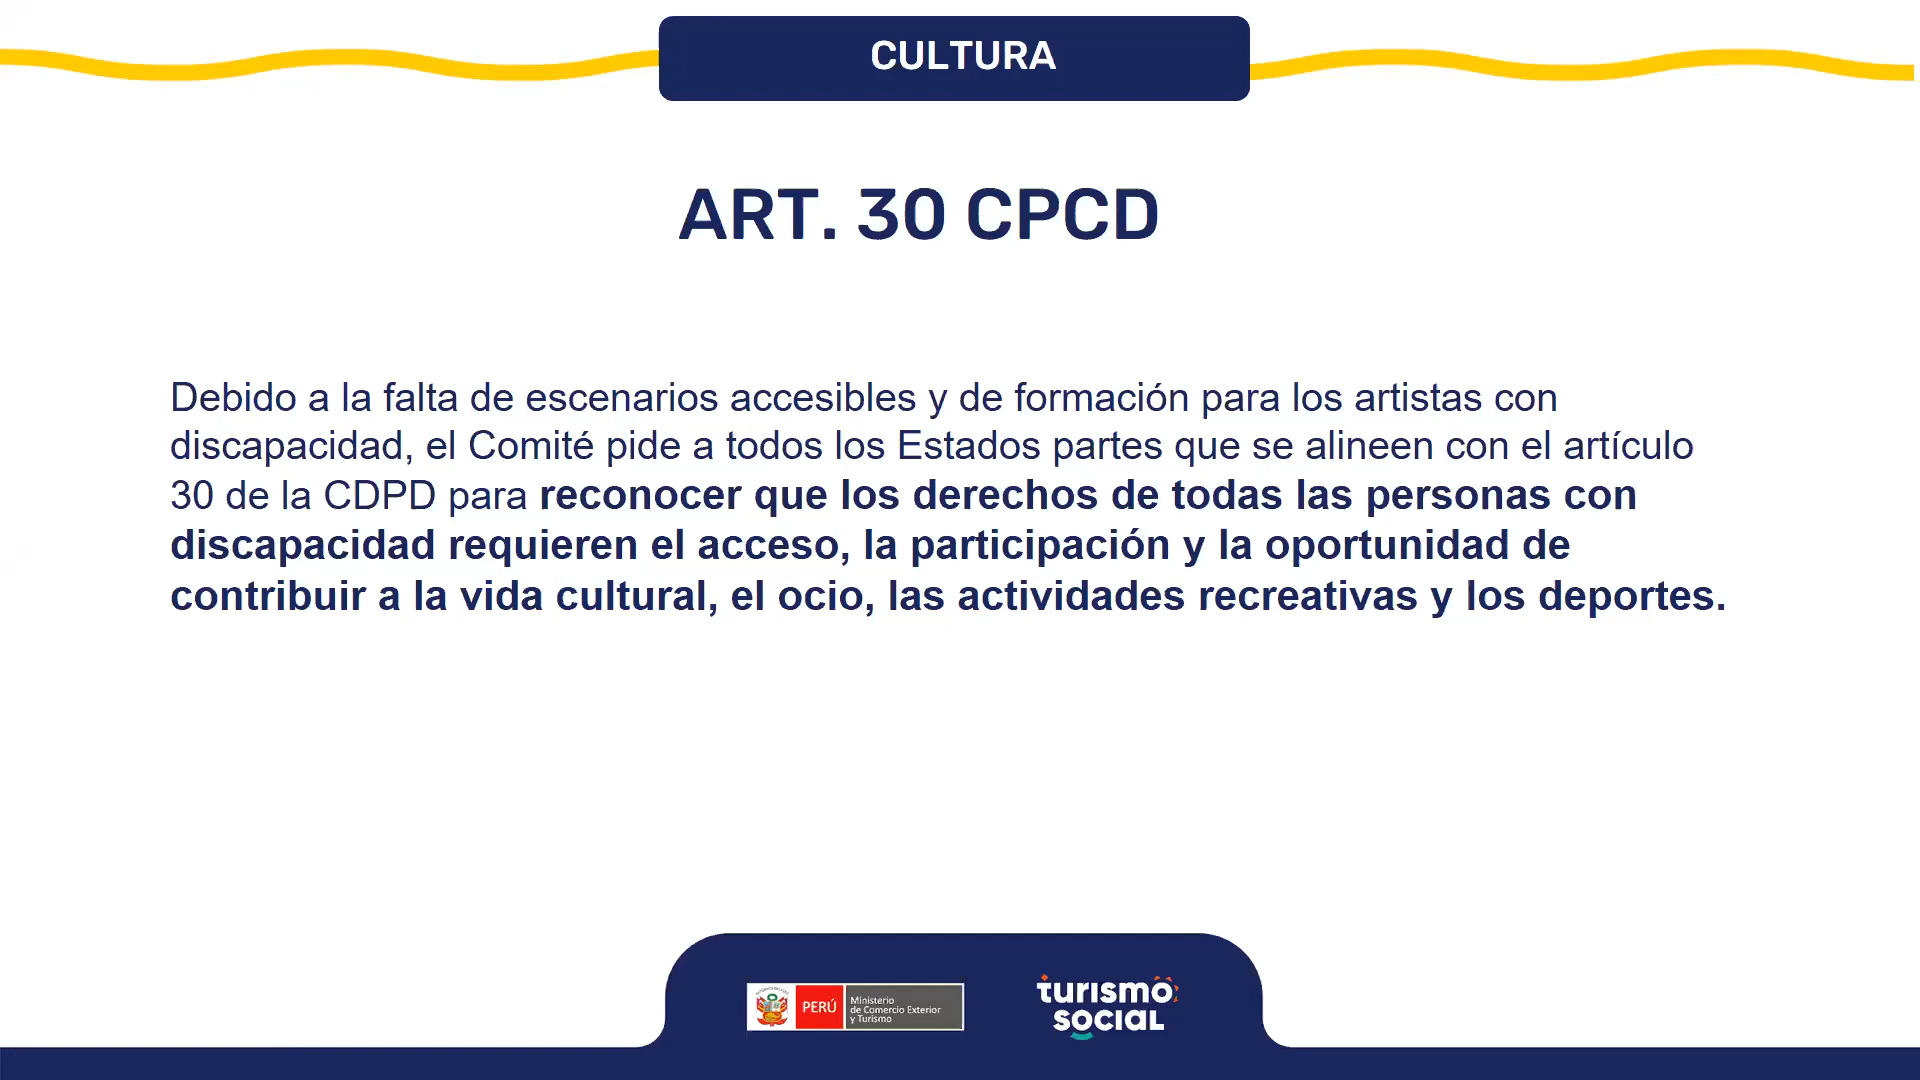 CULTURA
ART. 30 CPCD
Debido a la falta de escenarios accesibles y de formación para los artistas con
discapacidad, el Comité pide a todos los Estados partes que se alineen con el artículo
30 de la CDPD para reconocer que los derechos de todas las personas con
discapacidad requieren el acceso, la participación y la oportunidad de
contribuir a la vida cultural, el ocio, las actividades recreativas y los deportes.
PERÚ
Ministerio
de Comercio Exterior
y Turismo
turismo
social